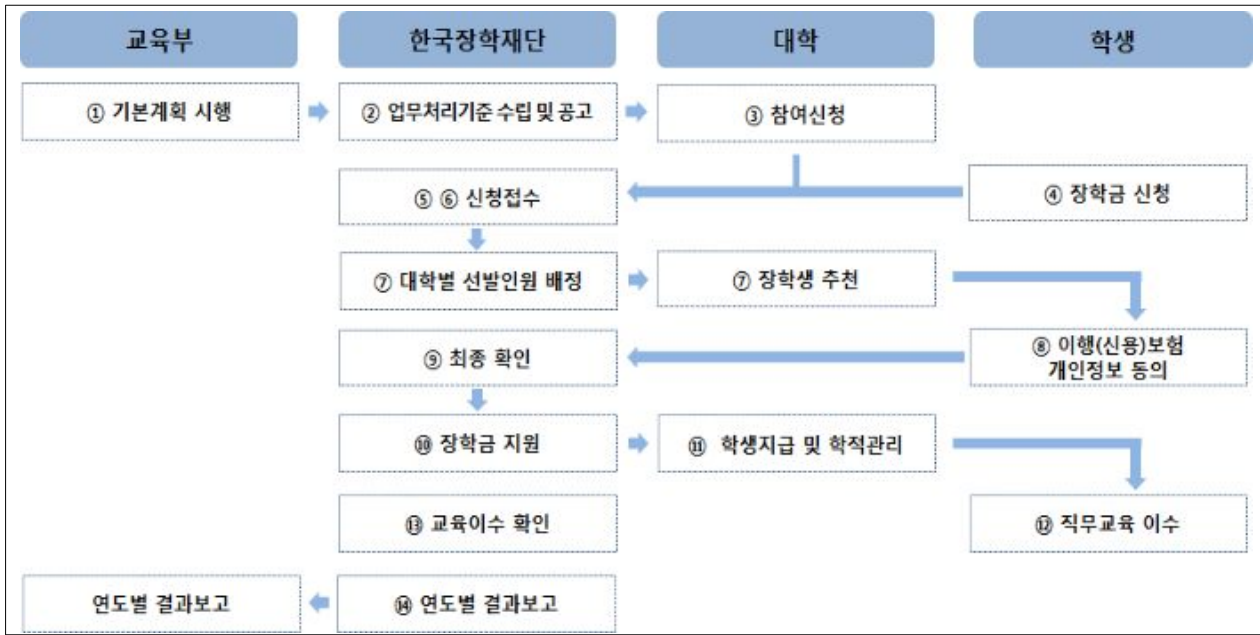 교육부
한국장학재단
대학
학생
① 기본계획 시행
② 업무처리기준 수립 및 공고
③ 참여신청
⑤ ⑥ 신청접수
④ 장학금 신청
⑦ 대학별 선발인원 배정
⑦ 장학생 추천
⑨ 최종 확인
⑧ 이행(신용)보험
개인정보 동의
⑩ 장학금 지원
⑪ 학생지급 및 학적관리
⑬ 교육이수 확인
⑫ 직무교육 이수
연도별 결과보고
⑭ 연도별 결과보고